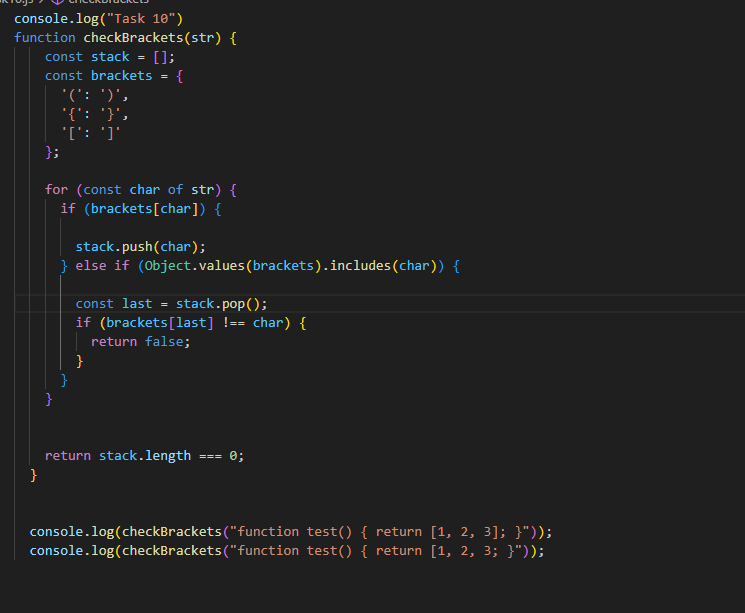 checkBrackets
console.log("Task 10")
function checkBrackets(str) {
    const stack = [];
    const brackets = {
      '(': ')',
      '{': '}',
      '[': ']'
    };
    for (const char of str) {
      if (brackets[char]) {
        stack.push(char);
      } else if (Object.values(brackets).includes(char)) {
        const last = stack.pop();
        if (brackets[last] !== char) {
          return false;
        }
      }
    }
    return stack.length === 0;
  }
  console.log(checkBrackets("function test() { return [1, 2, 3]; }"));
  console.log(checkBrackets("function test() { return [1, 2, 3; }"));